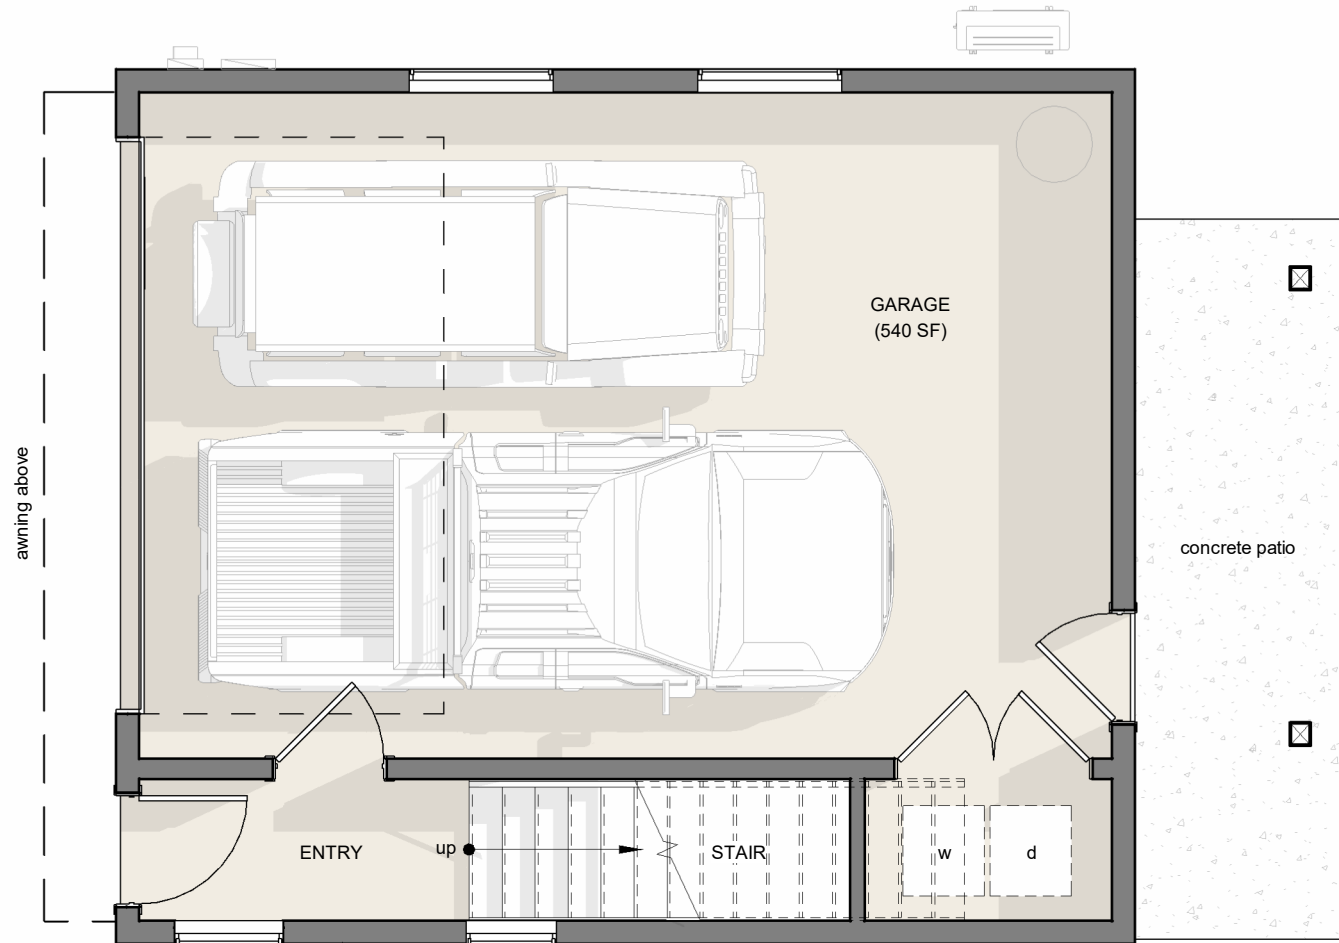 GARAGE
(540 SF)
awning above
concrete patio
ENTRY
up
STAIR
w
d